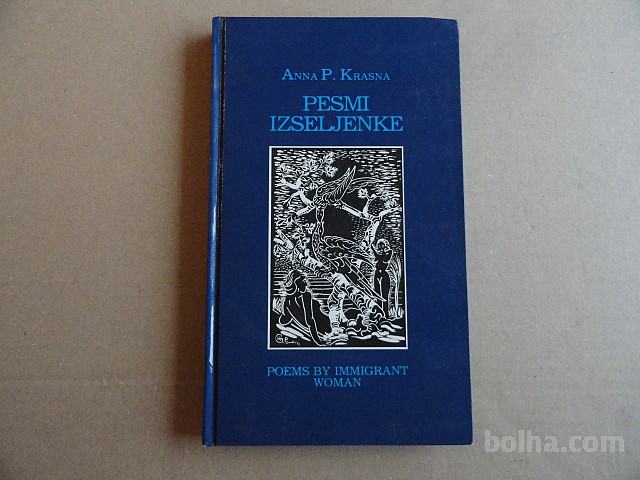 Anna P. Krasna
PESMI
IZSELJENKE
POEMS BY IMMIGRANT
WOMAN
bolha.com